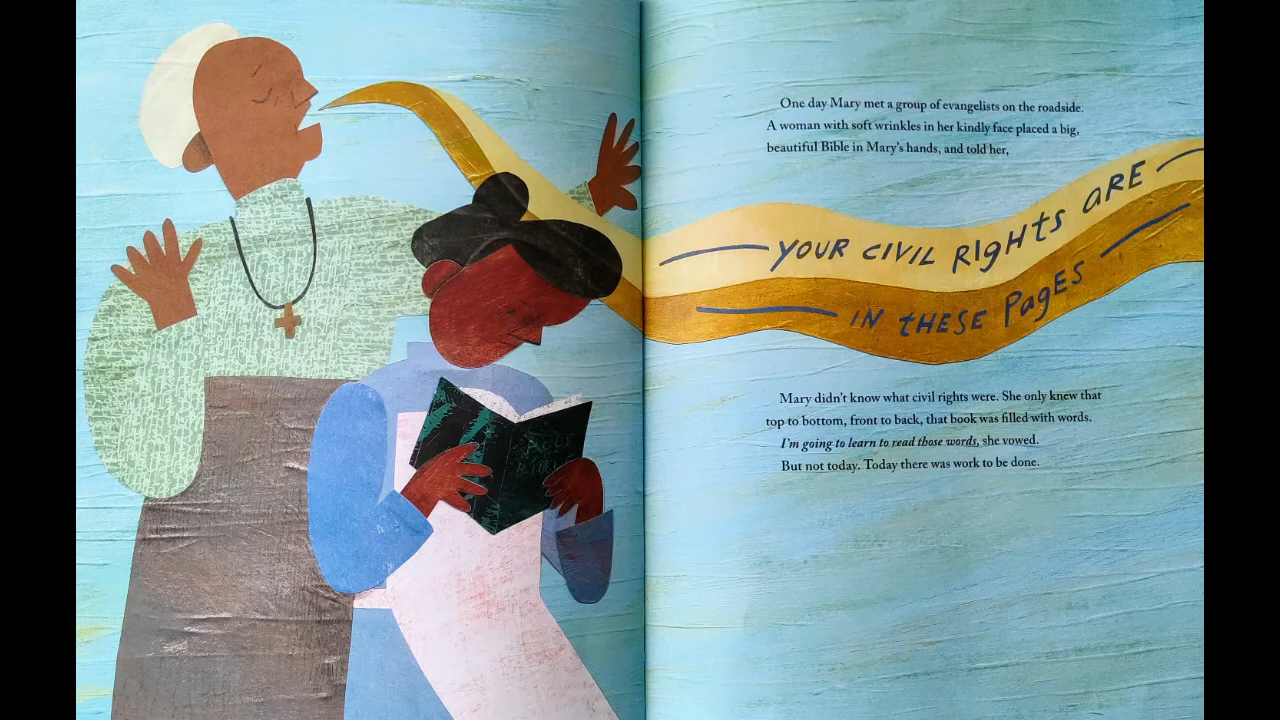 One day Mary met a group of evangelists on the roadside.
A woman with soft wrinkles in her kindly face placed a big,
beautiful Bible in Mary's hands, and told her,
YOUR CIVIL RIgHtS aRE
IN tHESE PagES
Mary didn't know what civil rights were. She only knew that
top to bottom, front to back, that book was filled with words.
I'm going to learn to read those words, she vowed.
But not today. Today there was work to be done.